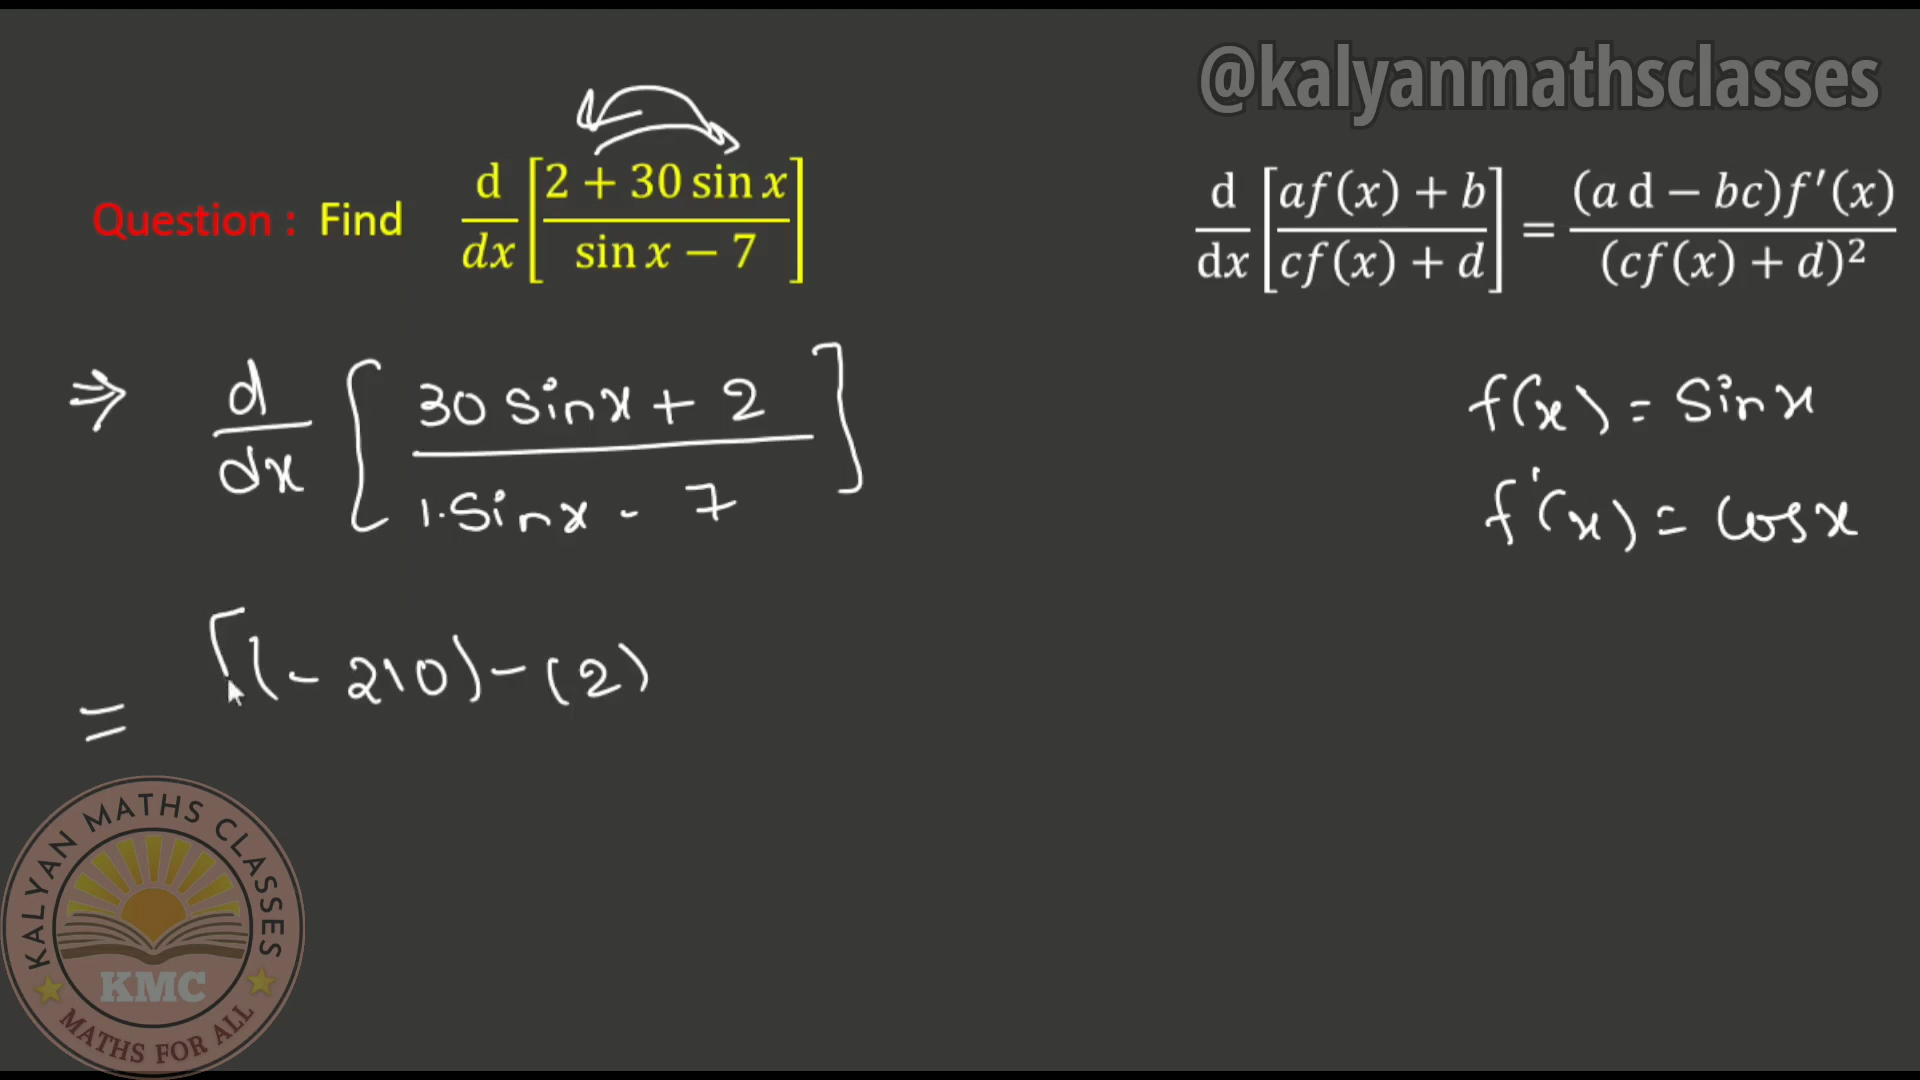 @kalyanmathsclasses
Question : Find d/dx [(2 + 30 sin x)/(sin x − 7)]
d/dx [(af(x) + b)/(cf(x) + d)] = (a d − bc)f′(x)/(cf(x) + d)²
⇒ d/dx [(30 sinx + 2)/(1.Sinx - 7)]
f(x) = Sinx
f'(x) = Cosx
= [(-210) - (2)
KALYAN MATHS CLASSES
KMC
MATHS FOR ALL